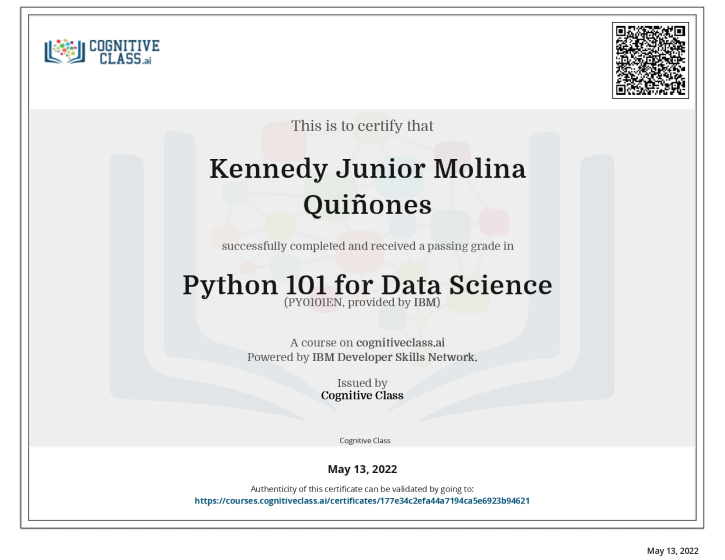 COGNITIVE
CLASS.ai
This is to certify that
Kennedy Junior Molina
Quiñones
successfully completed and received a passing grade in
Python 101 for Data Science
(PY0101EN, provided by IBM)
A course on cognitiveclass.ai
Powered by IBM Developer Skills Network.
Issued by
Cognitive Class
Cognitive Class
May 13, 2022
Authenticity of this certificate can be validated by going to:
https://courses.cognitiveclass.ai/certificates/177e34c2efa44a7194ca5e6923b94621
May 13, 2022